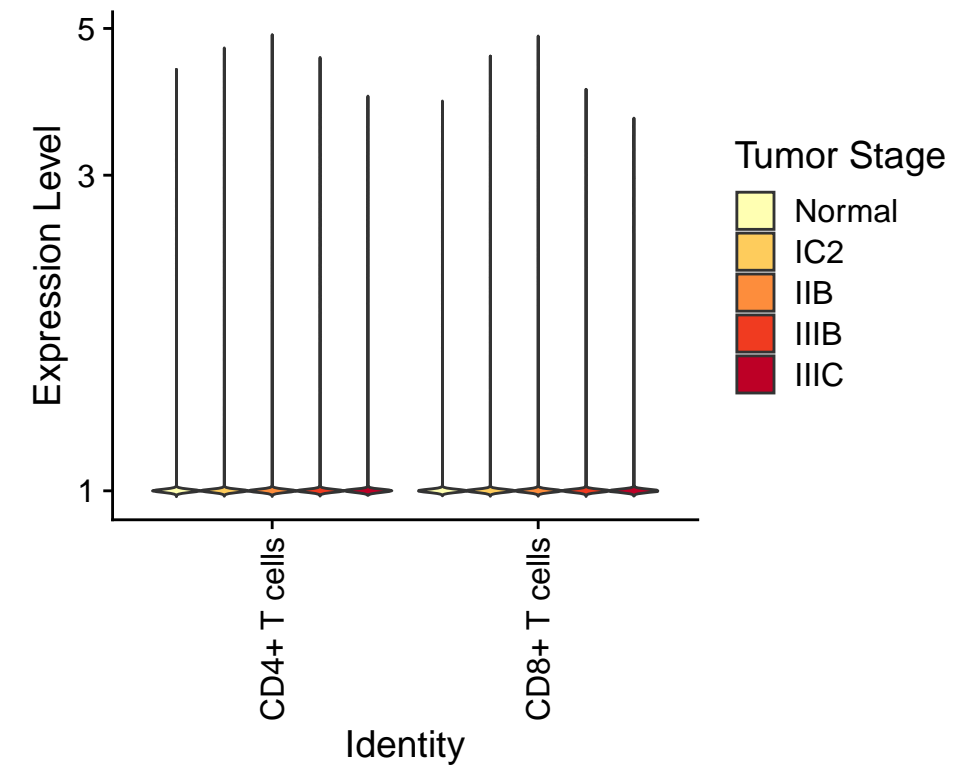 5
3
1
Expression Level
CD4+ T cells
CD8+ T cells
Identity
Tumor Stage
Normal
IC2
IIB
IIIB
IIIC